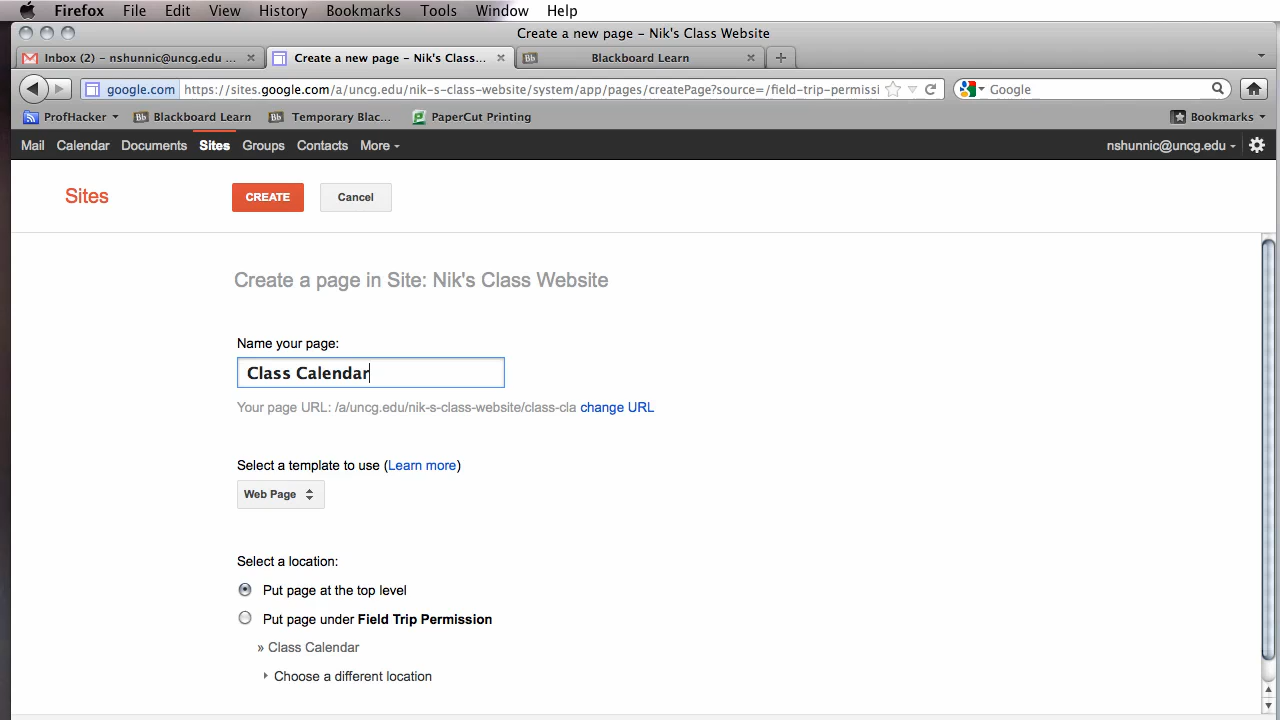 Firefox File Edit View History Bookmarks Tools Window Help
Create a new page – Nik's Class Website
Inbox (2) – nshunnic@uncg.edu ... Create a new page – Nik's Class... Bb Blackboard Learn
google.com https://sites.google.com/a/uncg.edu/nik-s-class-website/system/app/pages/createPage?source=/field-trip-permissi Google
ProfHacker Bb Blackboard Learn Bb Temporary Blac... PaperCut Printing Bookmarks
Mail Calendar Documents Sites Groups Contacts More nshunnic@uncg.edu
Sites CREATE Cancel
Create a page in Site: Nik's Class Website
Name your page:
Class Calendar
Your page URL: /a/uncg.edu/nik-s-class-website/class-cla change URL
Select a template to use (Learn more)
Web Page
Select a location:
Put page at the top level
Put page under Field Trip Permission
» Class Calendar
Choose a different location